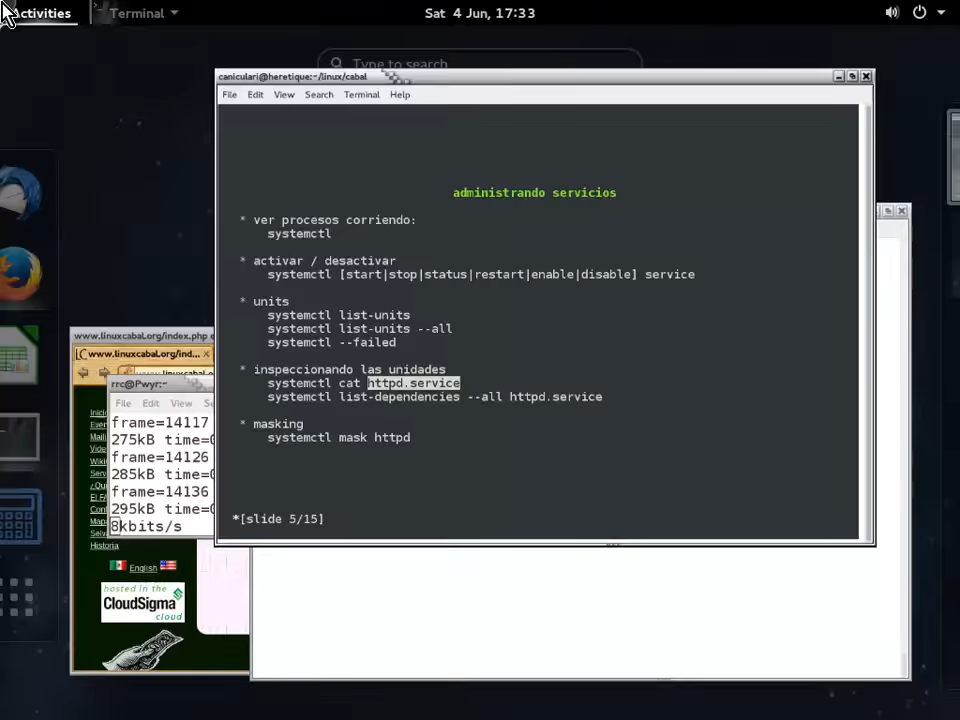 Activities
Terminal
Sat 4 Jun, 17:33
Type to search
caniculari@heretique:~/linux/cabal
File Edit View Search Terminal Help
administrando servicios
* ver procesos corriendo:
systemctl
* activar / desactivar
systemctl [start|stop|status|restart|enable|disable] service
* units
systemctl list-units
systemctl list-units --all
systemctl --failed
* inspeccionando las unidades
systemctl cat httpd.service
systemctl list-dependencies --all httpd.service
* masking
systemctl mask httpd
*[slide 5/15]
www.linuxcabal.org/index.php
www.linuxcabal.org/ind...
rrc@Pwyr:~
File Edit View
frame=14117
275kB time=
frame=14126
285kB time=
frame=14136
295kB time=
8kbits/s
Historia
English
hosted in the
CloudSigma
cloud